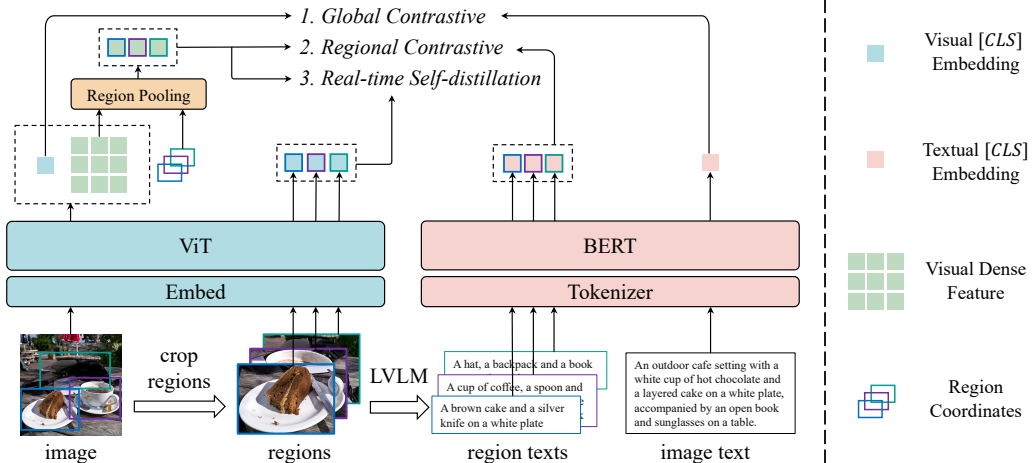 1. Global Contrastive
2. Regional Contrastive
3. Real-time Self-distillation
Region Pooling
ViT
BERT
Embed
Tokenizer
crop
regions
LVLM
A hat, a backpack and a book
A cup of coffee, a spoon and
A brown cake and a silver
knife on a white plate
An outdoor cafe setting with a
white cup of hot chocolate and
a layered cake on a white plate,
accompanied by an open book
and sunglasses on a table.
image
regions
region texts
image text
Visual [CLS]
Embedding
Textual [CLS]
Embedding
Visual Dense
Feature
Region
Coordinates